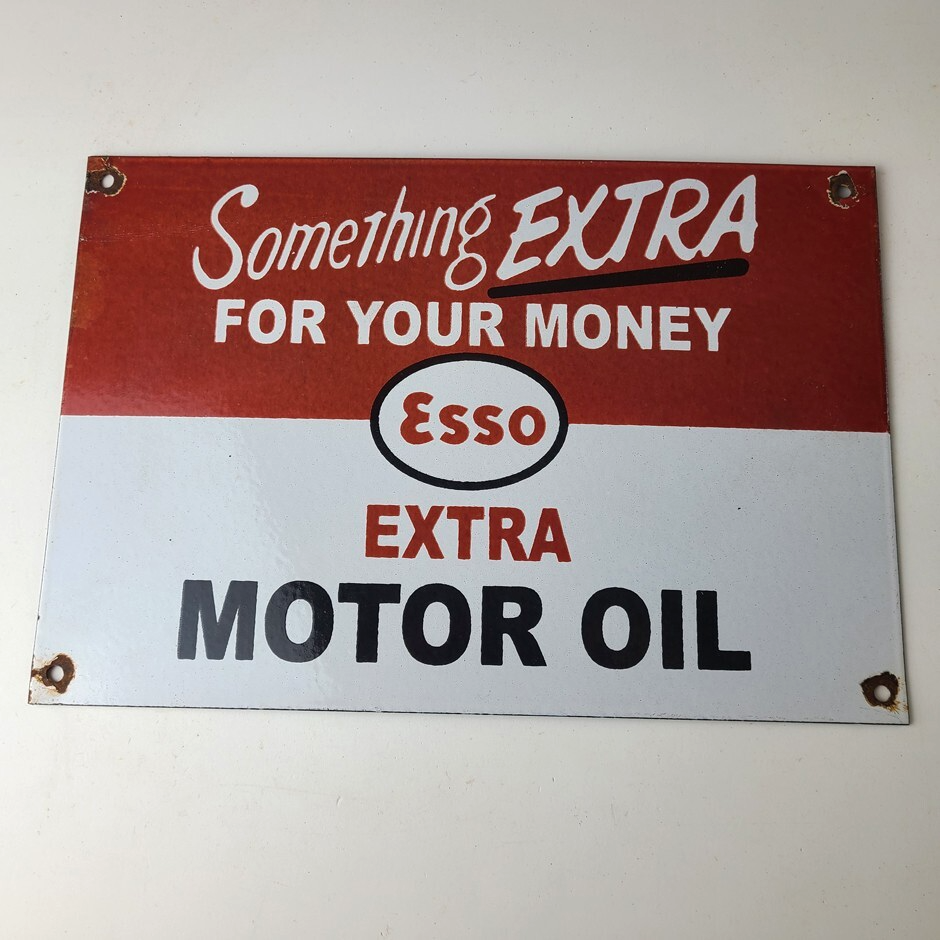 Something EXTRA
FOR YOUR MONEY
Esso
EXTRA
MOTOR OIL